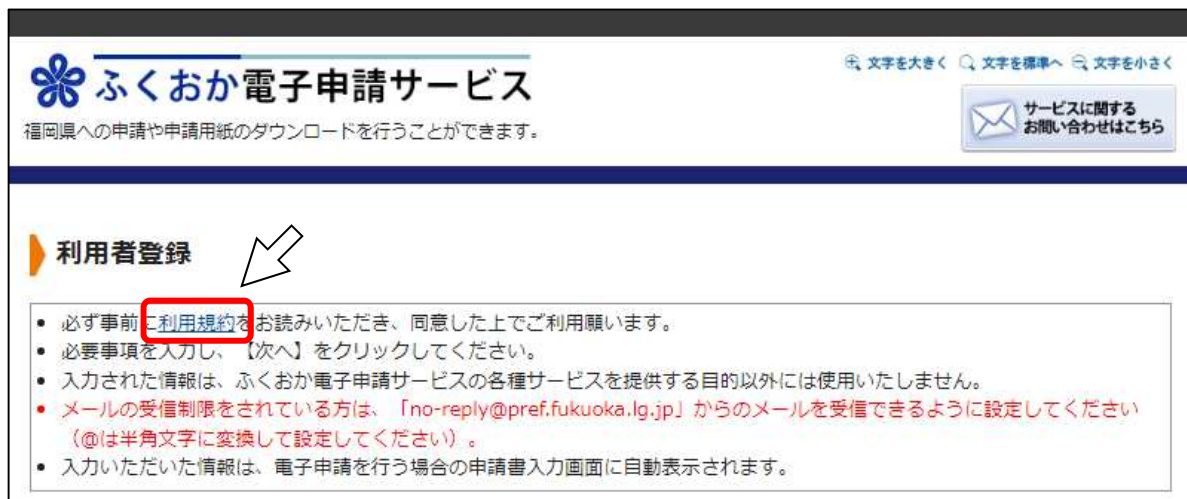 ふくおか電子申請サービス
文字を大きく 文字を標準へ 文字を小さく
福岡県への申請や申請用紙のダウンロードを行うことができます。
サービスに関する
お問い合わせはこちら
利用者登録
• 必ず事前に利用規約をお読みいただき、同意した上でご利用願います。
• 必要事項を入力し、【次へ】をクリックしてください。
• 入力された情報は、ふくおか電子申請サービスの各種サービスを提供する目的以外には使用いたしません。
• メールの受信制限をされている方は、「no-reply@pref.fukuoka.lg.jp」からのメールを受信できるように設定してください
（@は半角文字に変換して設定してください）。
• 入力いただいた情報は、電子申請を行う場合の申請書入力画面に自動表示されます。